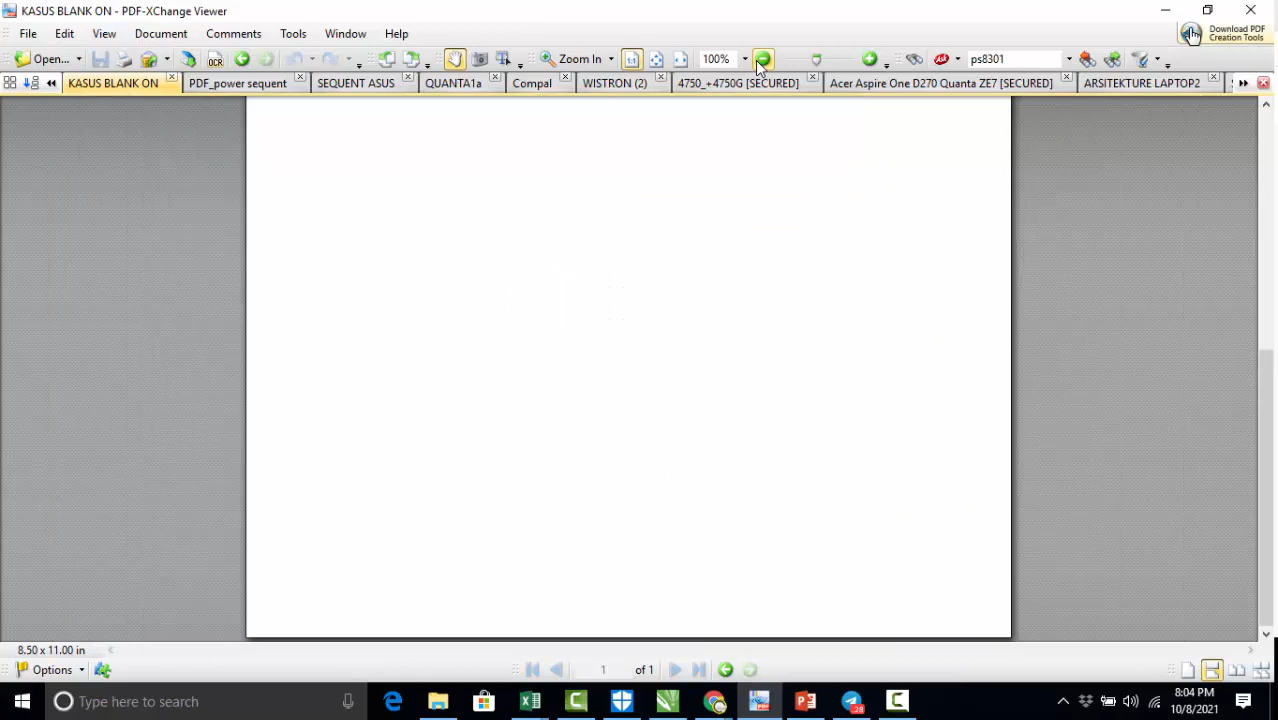 KASUS BLANK ON - PDF-XChange Viewer
File Edit View Document Comments Tools Window Help
Download PDF
Creation Tools
Open... OCR Zoom In 1:1 100% ps8301
KASUS BLANK ON PDF_power sequent SEQUENT ASUS QUANTA1a Compal WISTRON (2) 4750_+4750G [SECURED] Acer Aspire One D270 Quanta ZE7 [SECURED] ARSITEKTURE LAPTOP2
8.50 x 11.00 in
Options 1 of 1
Type here to search
28
8:04 PM
10/8/2021